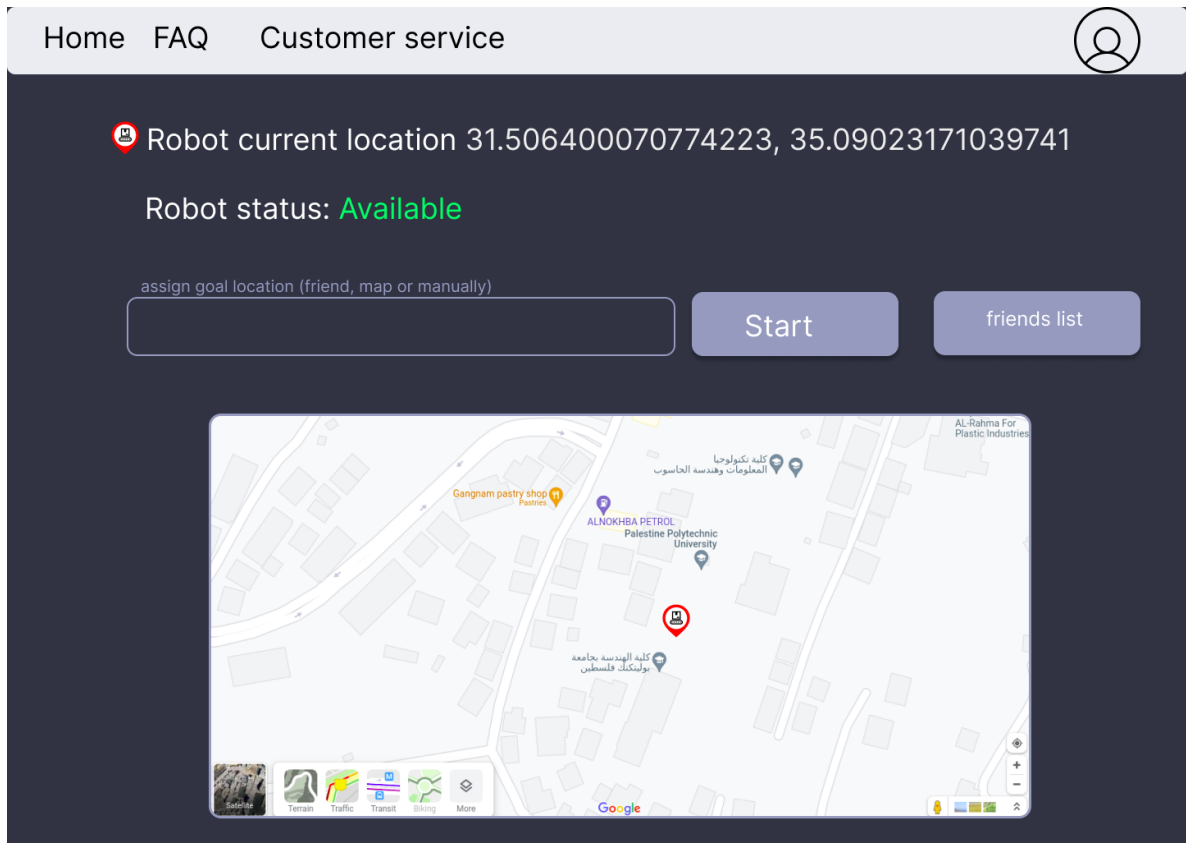 Home FAQ Customer service
Robot current location 31.506400070774223, 35.09023171039741
Robot status: Available
assign goal location (friend, map or manually)
Start
friends list
AL-Rahma For
Plastic Industries
كلية تكنولوجيا
المعلومات وهندسة الحاسوب
Gangnam pastry shop
Pastries
ALNOKHBA PETROL
Palestine Polytechnic
University
كلية الهندسة بجامعة
بوليتكنك فلسطين
Satellite
Terrain Traffic Transit Biking More
M
Google